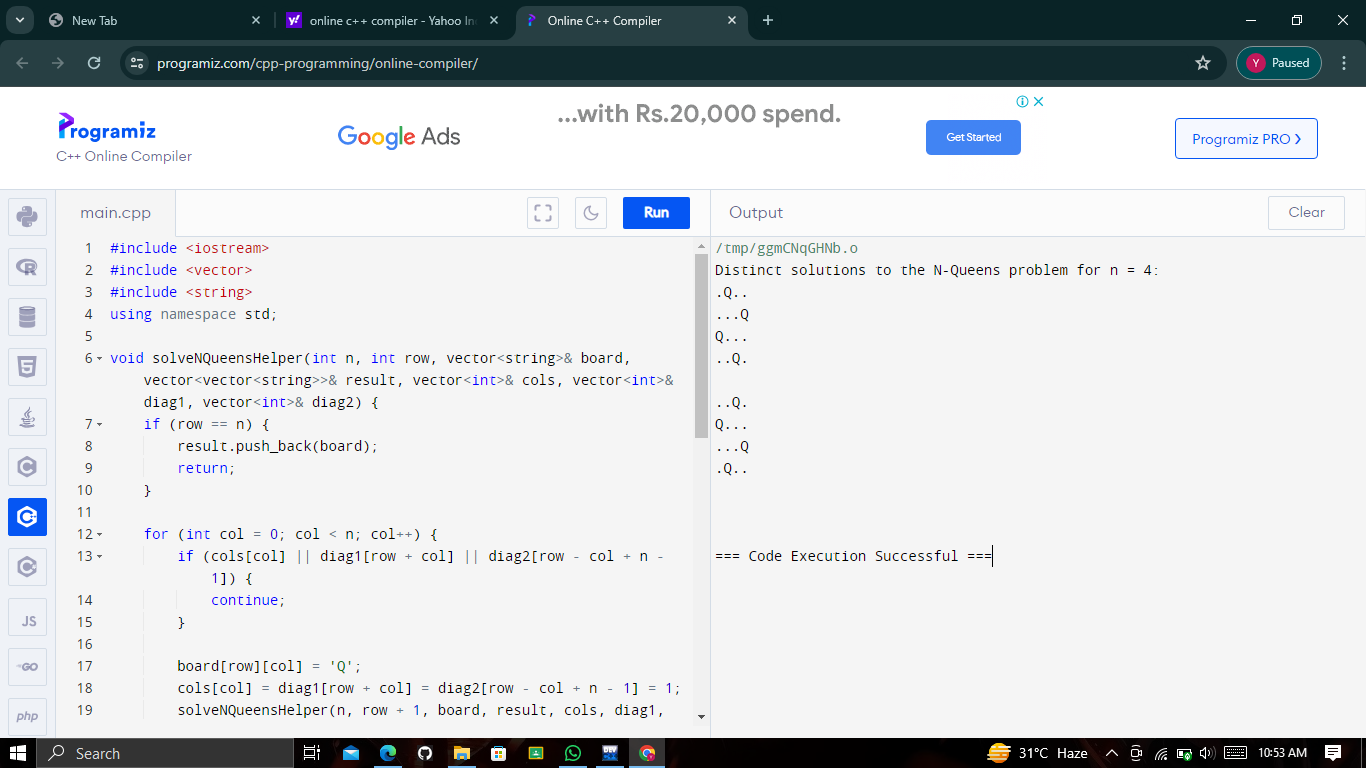 New Tab
online c++ compiler - Yahoo In
Online C++ Compiler
programiz.com/cpp-programming/online-compiler/
Y Paused
Programiz
C++ Online Compiler
Google Ads
...with Rs.20,000 spend.
Get Started
Programiz PRO >
main.cpp
Run
Output
Clear
1 #include <iostream>
2 #include <vector>
3 #include <string>
4 using namespace std;
5
6 void solveNQueensHelper(int n, int row, vector<string>& board,
vector<vector<string>>& result, vector<int>& cols, vector<int>&
diag1, vector<int>& diag2) {
7 if (row == n) {
8 result.push_back(board);
9 return;
10 }
11
12 for (int col = 0; col < n; col++) {
13 if (cols[col] || diag1[row + col] || diag2[row - col + n -
1]) {
14 continue;
15 }
16
17 board[row][col] = 'Q';
18 cols[col] = diag1[row + col] = diag2[row - col + n - 1] = 1;
19 solveNQueensHelper(n, row + 1, board, result, cols, diag1,
/tmp/ggmCNqGHNb.o
Distinct solutions to the N-Queens problem for n = 4:
.Q..
...Q
Q...
..Q.
..Q.
Q...
...Q
.Q..
=== Code Execution Successful ===
JS
GO
php
Search
DEV
31°C Haze
10:53 AM